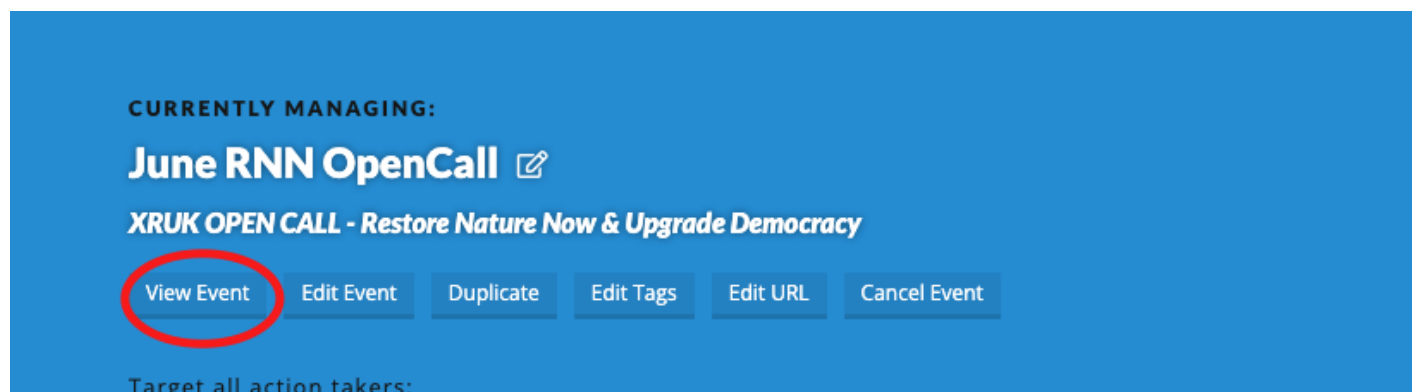 CURRENTLY MANAGING:
June RNN OpenCall
XRUK OPEN CALL - Restore Nature Now & Upgrade Democracy
View Event Edit Event Duplicate Edit Tags Edit URL Cancel Event
Target all action takers: